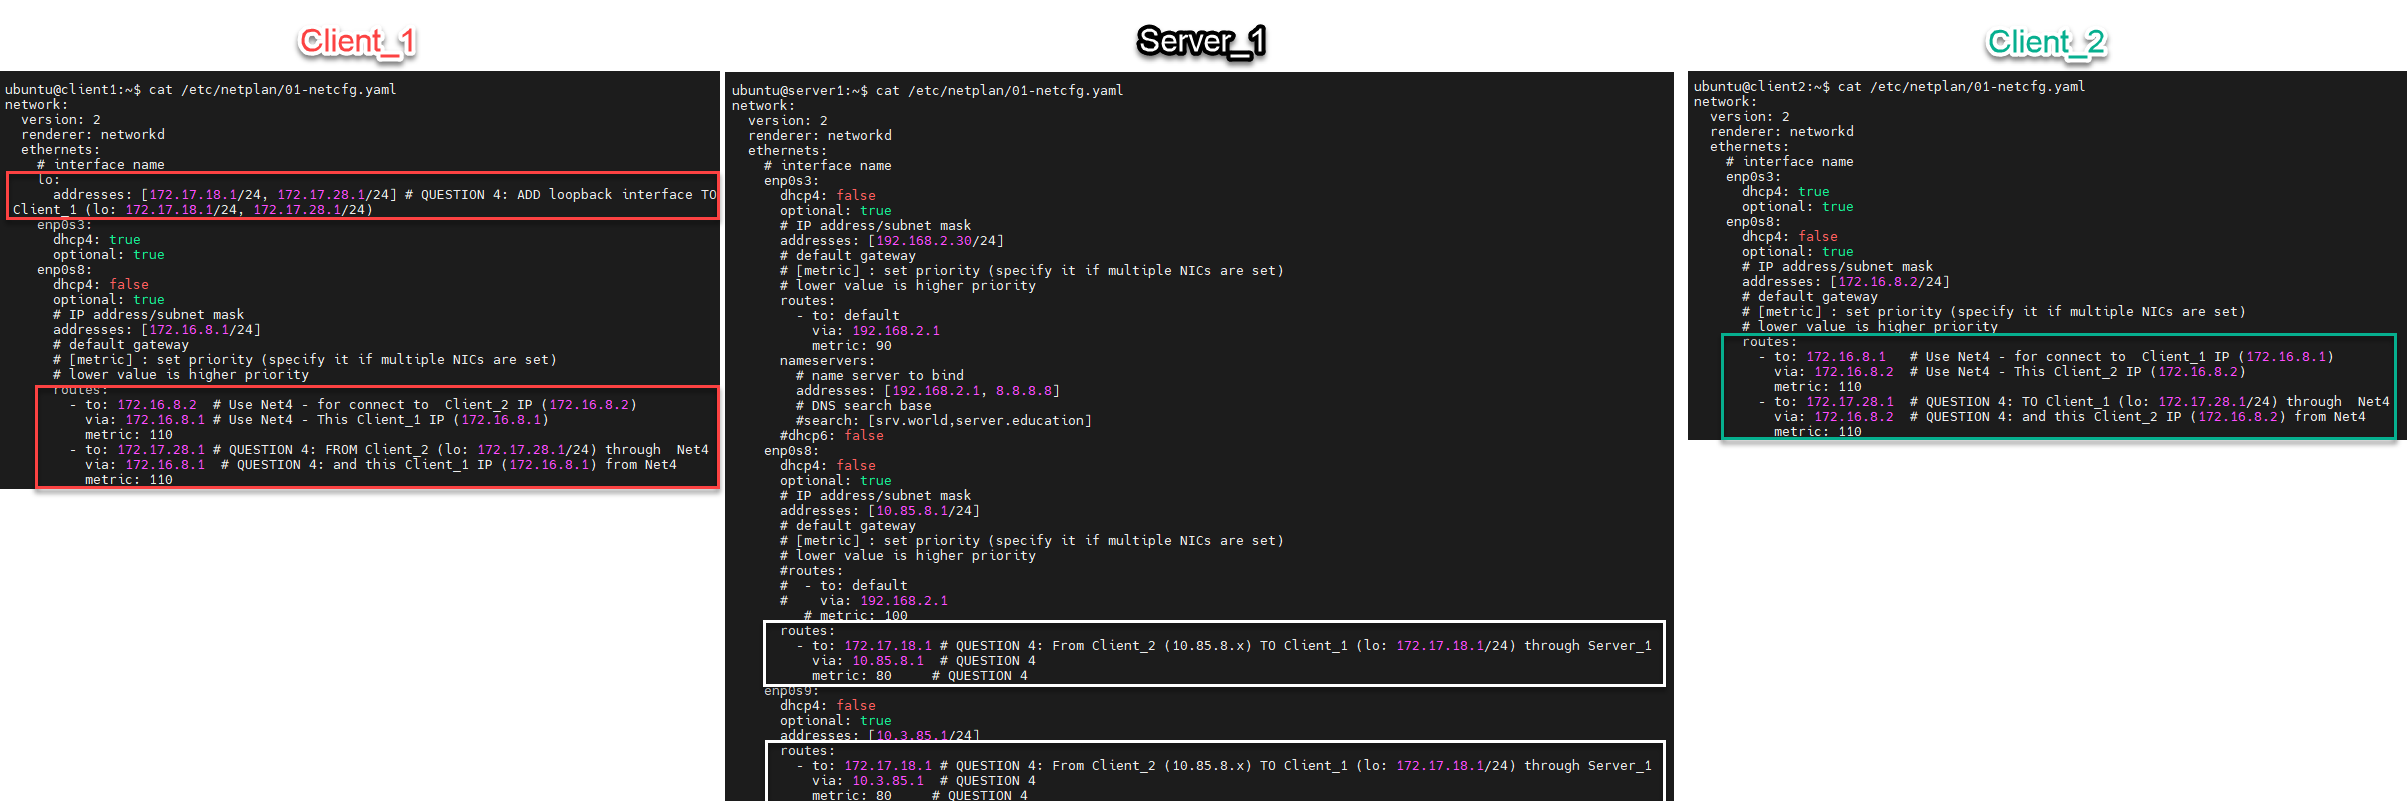 Client_1
ubuntu@client1:~$ cat /etc/netplan/01-netcfg.yaml
network:
  version: 2
  renderer: networkd
  ethernets:
    # interface name
    lo:
      addresses: [172.17.18.1/24, 172.17.28.1/24] # QUESTION 4: ADD loopback interface TO
 Client_1 (lo: 172.17.18.1/24, 172.17.28.1/24)
    enp0s3:
      dhcp4: true
      optional: true
    enp0s8:
      dhcp4: false
      optional: true
      # IP address/subnet mask
      addresses: [172.16.8.1/24]
      # default gateway
      # [metric] : set priority (specify it if multiple NICs are set)
      # lower value is higher priority
      routes:
        - to: 172.16.8.2  # Use Net4 - for connect to  Client_2 IP (172.16.8.2)
          via: 172.16.8.1 # Use Net4 - This Client_1 IP (172.16.8.1)
          metric: 110
        - to: 172.17.28.1 # QUESTION 4: FROM Client_2 (lo: 172.17.28.1/24) through  Net4
          via: 172.16.8.1  # QUESTION 4: and this Client_1 IP (172.16.8.1) from Net4
          metric: 110
Server_1
ubuntu@server1:~$ cat /etc/netplan/01-netcfg.yaml
network:
  version: 2
  renderer: networkd
  ethernets:
    # interface name
    enp0s3:
      dhcp4: false
      optional: true
      # IP address/subnet mask
      addresses: [192.168.2.30/24]
      # default gateway
      # [metric] : set priority (specify it if multiple NICs are set)
      # lower value is higher priority
      routes:
        - to: default
          via: 192.168.2.1
          metric: 90
      nameservers:
        # name server to bind
        addresses: [192.168.2.1, 8.8.8.8]
        # DNS search base
        #search: [srv.world,server.education]
      #dhcp6: false
    enp0s8:
      dhcp4: false
      optional: true
      # IP address/subnet mask
      addresses: [10.85.8.1/24]
      # default gateway
      # [metric] : set priority (specify it if multiple NICs are set)
      # lower value is higher priority
      #routes:
      #  - to: default
      #    via: 192.168.2.1
         # metric: 100
      routes:
        - to: 172.17.18.1 # QUESTION 4: From Client_2 (10.85.8.x) TO Client_1 (lo: 172.17.18.1/24) through Server_1
          via: 10.85.8.1  # QUESTION 4
          metric: 80     # QUESTION 4
    enp0s9:
      dhcp4: false
      optional: true
      addresses: [10.3.85.1/24]
      routes:
        - to: 172.17.18.1 # QUESTION 4: From Client_2 (10.85.8.x) TO Client_1 (lo: 172.17.18.1/24) through Server_1
          via: 10.3.85.1  # QUESTION 4
          metric: 80     # QUESTION 4
Client_2
ubuntu@client2:~$ cat /etc/netplan/01-netcfg.yaml
network:
  version: 2
  renderer: networkd
  ethernets:
    # interface name
    enp0s3:
      dhcp4: true
      optional: true
    enp0s8:
      dhcp4: false
      optional: true
      # IP address/subnet mask
      addresses: [172.16.8.2/24]
      # default gateway
      # [metric] : set priority (specify it if multiple NICs are set)
      # lower value is higher priority
      routes:
        - to: 172.16.8.1   # Use Net4 - for connect to  Client_1 IP (172.16.8.1)
          via: 172.16.8.2  # Use Net4 - This Client_2 IP (172.16.8.2)
          metric: 110
        - to: 172.17.28.1  # QUESTION 4: TO Client_1 (lo: 172.17.28.1/24) through  Net4
          via: 172.16.8.2  # QUESTION 4: and this Client_2 IP (172.16.8.2) from Net4
          metric: 110